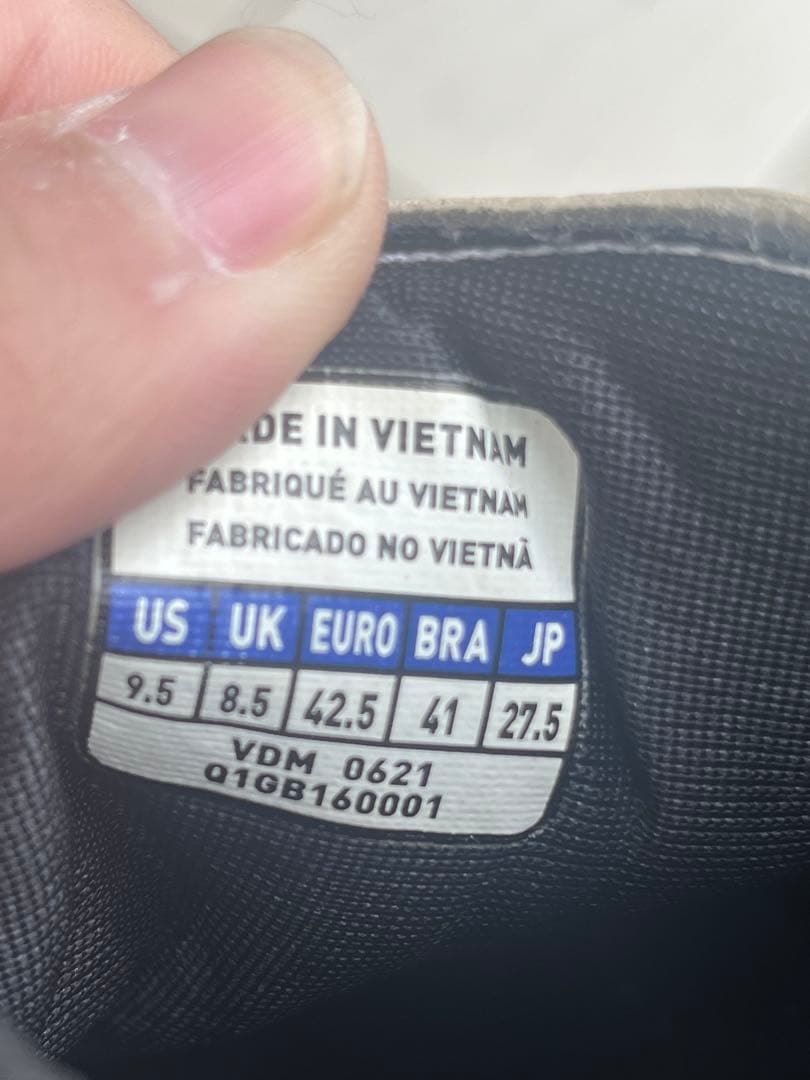 DE IN VIETNAM
FABRIQUÉ AU VIETNAM
FABRICADO NO VIETNÃ
US UK EURO BRA JP
9.5 8.5 42.5 41 27.5
VDM 0621
Q1GB160001